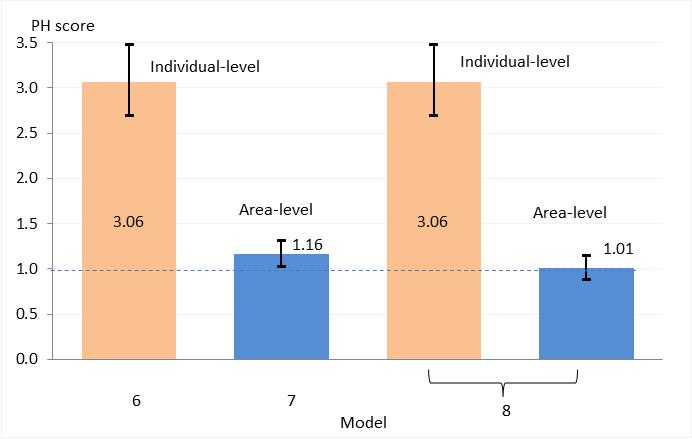 PH score
3.5
3.0
2.5
2.0
1.5
1.0
0.5
0.0
Individual-level
Individual-level
3.06
3.06
Area-level
Area-level
1.16
1.01
6
7
8
Model